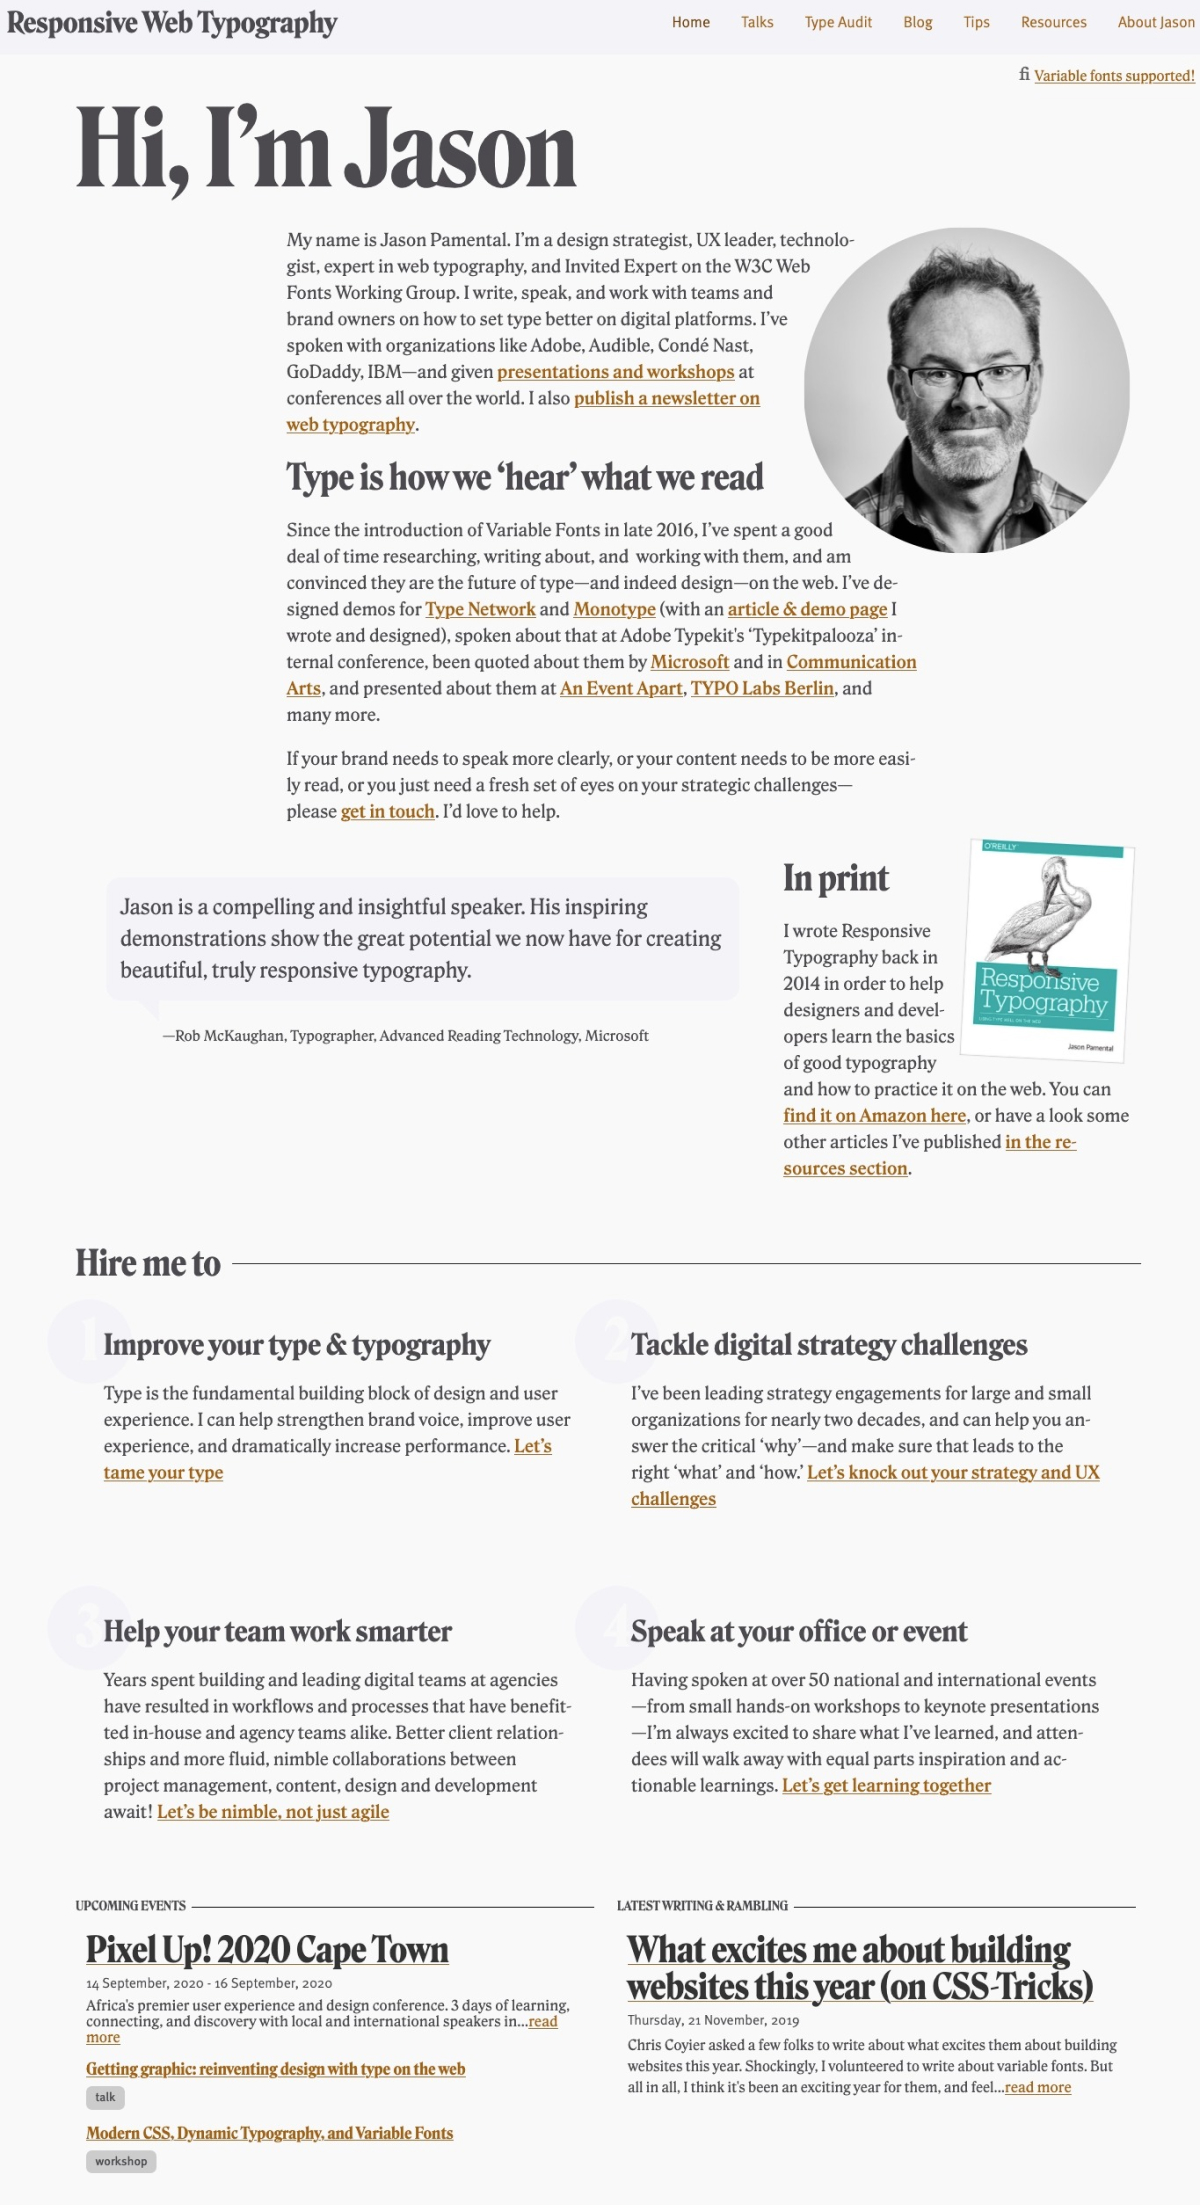 Responsive Web Typography
Home Talks Type Audit Blog Tips Resources About Jason
fi Variable fonts supported!
Hi, I’m Jason
My name is Jason Pamental. I’m a design strategist, UX leader, technolo-
gist, expert in web typography, and Invited Expert on the W3C Web
Fonts Working Group. I write, speak, and work with teams and
brand owners on how to set type better on digital platforms. I’ve
spoken with organizations like Adobe, Audible, Condé Nast,
GoDaddy, IBM—and given presentations and workshops at
conferences all over the world. I also publish a newsletter on
web typography.
Type is how we ‘hear’ what we read
Since the introduction of Variable Fonts in late 2016, I’ve spent a good
deal of time researching, writing about, and working with them, and am
convinced they are the future of type—and indeed design—on the web. I’ve de-
signed demos for Type Network and Monotype (with an article & demo page I
wrote and designed), spoken about that at Adobe Typekit's ‘Typekitpalooza’ in-
ternal conference, been quoted about them by Microsoft and in Communication
Arts, and presented about them at An Event Apart, TYPO Labs Berlin, and
many more.
If your brand needs to speak more clearly, or your content needs to be more easi-
ly read, or you just need a fresh set of eyes on your strategic challenges—
please get in touch. I’d love to help.
Jason is a compelling and insightful speaker. His inspiring
demonstrations show the great potential we now have for creating
beautiful, truly responsive typography.
—Rob McKaughan, Typographer, Advanced Reading Technology, Microsoft
In print
I wrote Responsive
Typography back in
2014 in order to help
designers and devel-
opers learn the basics
of good typography
and how to practice it on the web. You can
find it on Amazon here, or have a look some
other articles I’ve published in the re-
sources section.
O'REILLY
Responsive
Typography
Jason Pamental
Hire me to
1
Improve your type & typography
Type is the fundamental building block of design and user
experience. I can help strengthen brand voice, improve user
experience, and dramatically increase performance. Let’s
tame your type
2
Tackle digital strategy challenges
I’ve been leading strategy engagements for large and small
organizations for nearly two decades, and can help you an-
swer the critical ‘why’—and make sure that leads to the
right ‘what’ and ‘how.’ Let’s knock out your strategy and UX
challenges
3
Help your team work smarter
Years spent building and leading digital teams at agencies
have resulted in workflows and processes that have benefit-
ted in-house and agency teams alike. Better client relation-
ships and more fluid, nimble collaborations between
project management, content, design and development
await! Let’s be nimble, not just agile
4
Speak at your office or event
Having spoken at over 50 national and international events
—from small hands-on workshops to keynote presentations
—I’m always excited to share what I’ve learned, and atten-
dees will walk away with equal parts inspiration and ac-
tionable learnings. Let’s get learning together
UPCOMING EVENTS
Pixel Up! 2020 Cape Town
14 September, 2020 - 16 September, 2020
Africa's premier user experience and design conference. 3 days of learning,
connecting, and discovery with local and international speakers in...read
more
Getting graphic: reinventing design with type on the web
talk
Modern CSS, Dynamic Typography, and Variable Fonts
workshop
LATEST WRITING & RAMBLING
What excites me about building
websites this year (on CSS-Tricks)
Thursday, 21 November, 2019
Chris Coyier asked a few folks to write about what excites them about building
websites this year. Shockingly, I volunteered to write about variable fonts. But
all in all, I think it's been an exciting year for them, and feel...read more